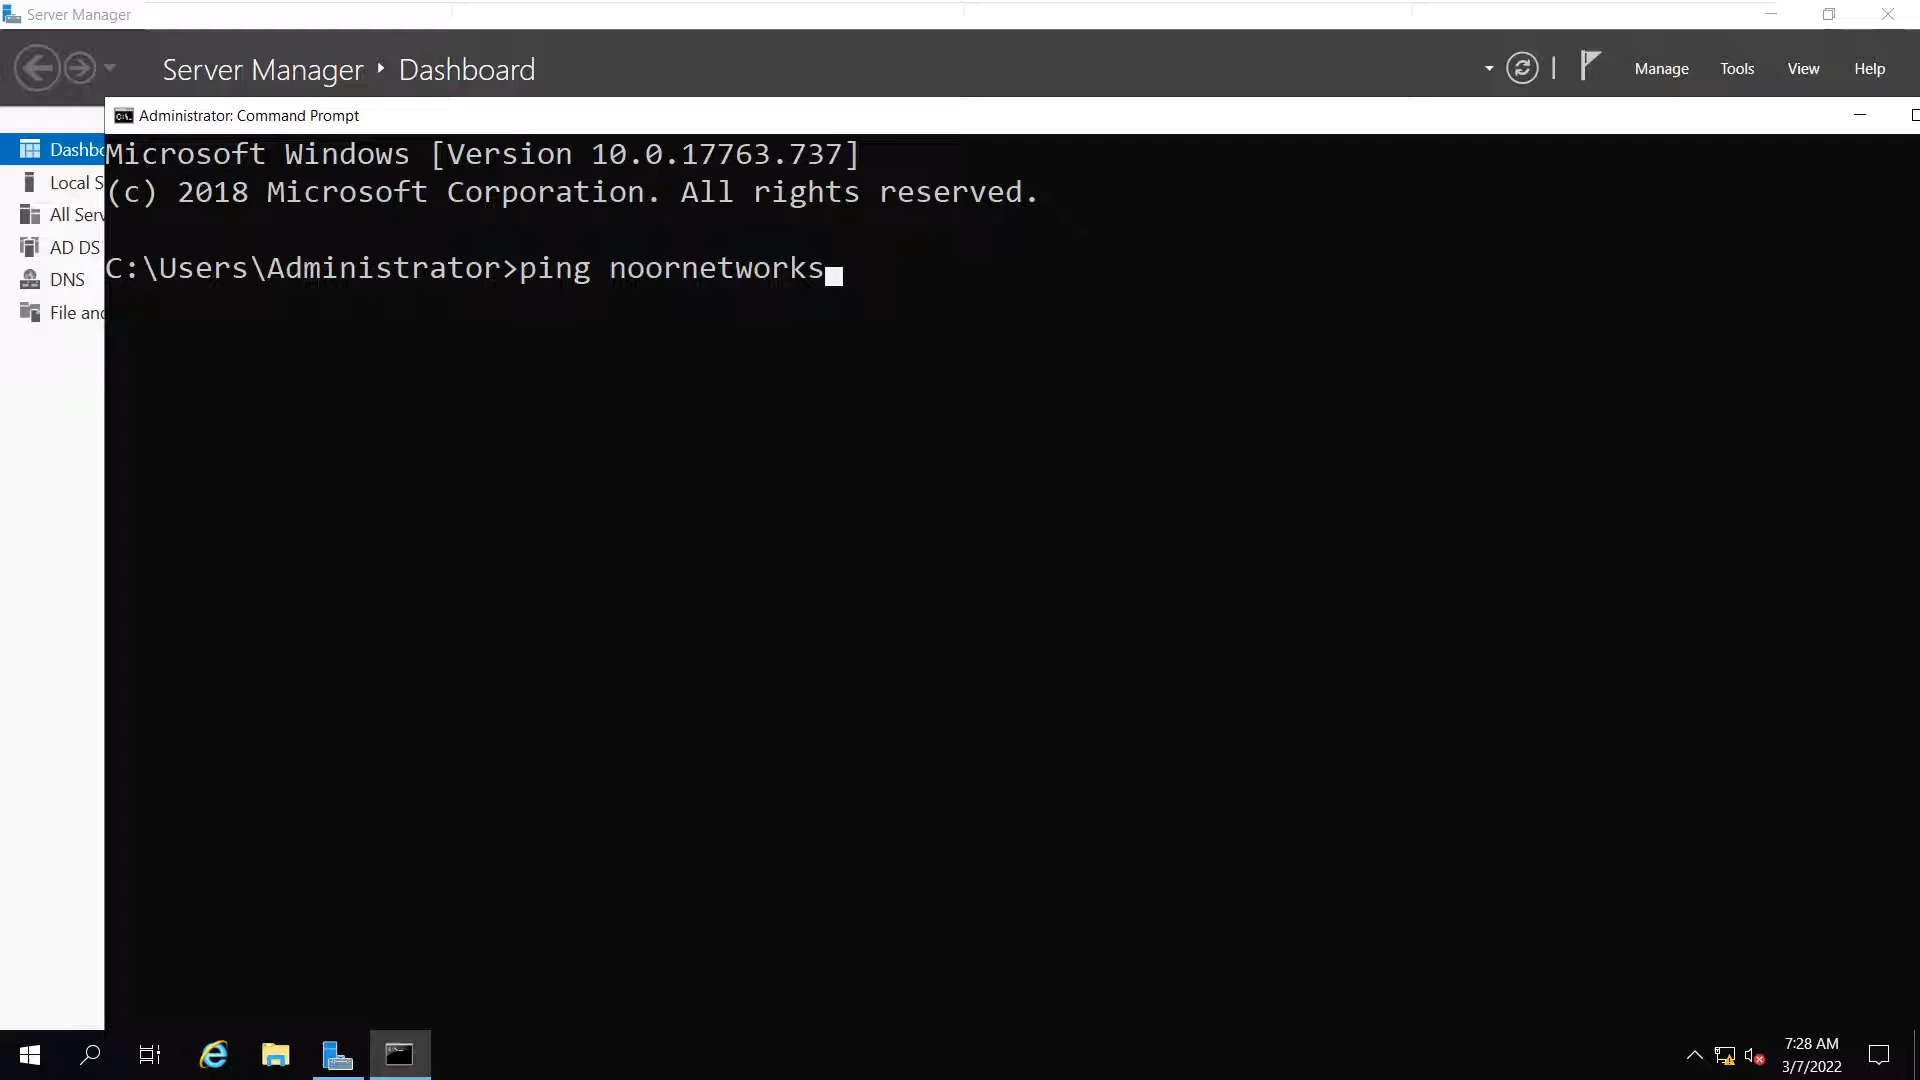 Server Manager
Server Manager ‣ Dashboard
Manage Tools View Help
Administrator: Command Prompt
Dashbo
Local S
All Serv
AD DS
DNS
File and
Microsoft Windows [Version 10.0.17763.737]
(c) 2018 Microsoft Corporation. All rights reserved.
C:\Users\Administrator>ping noornetworks
7:28 AM
3/7/2022